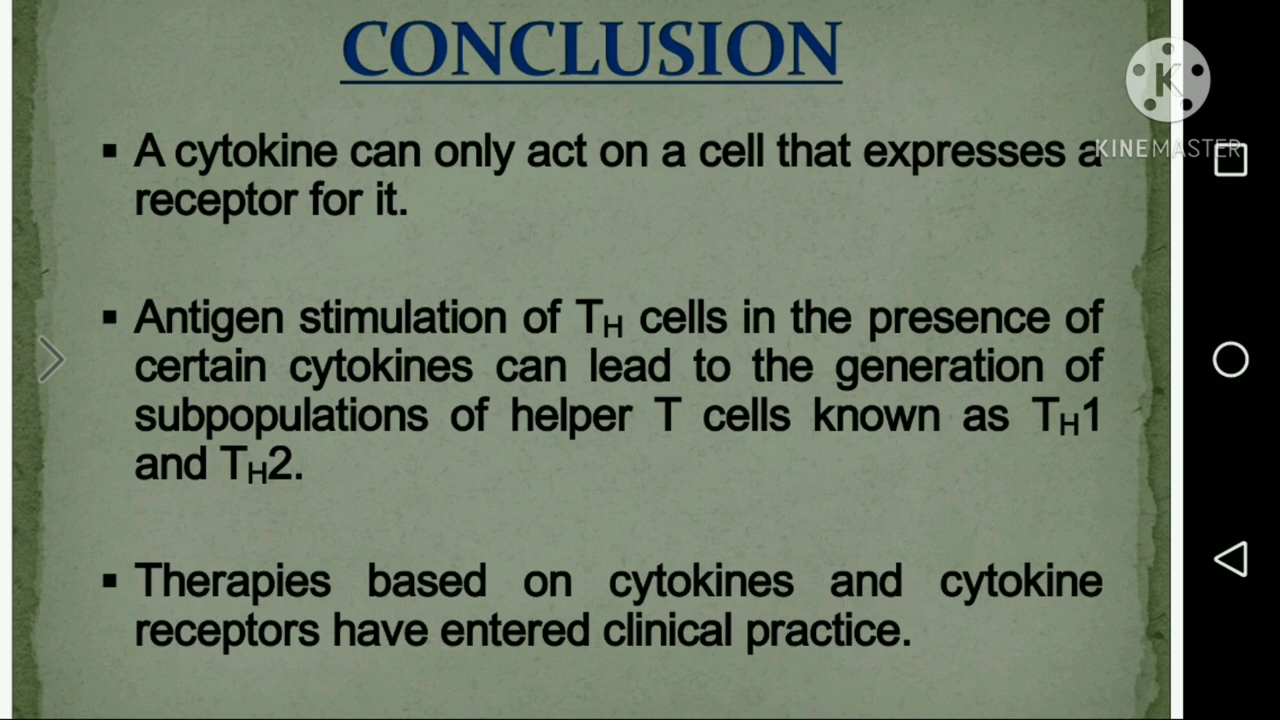 CONCLUSION
▪ A cytokine can only act on a cell that expresses a
receptor for it.
▪ Antigen stimulation of TH cells in the presence of
certain cytokines can lead to the generation of
subpopulations of helper T cells known as TH1
and TH2.
▪ Therapies based on cytokines and cytokine
receptors have entered clinical practice.
K
KINEMASTER